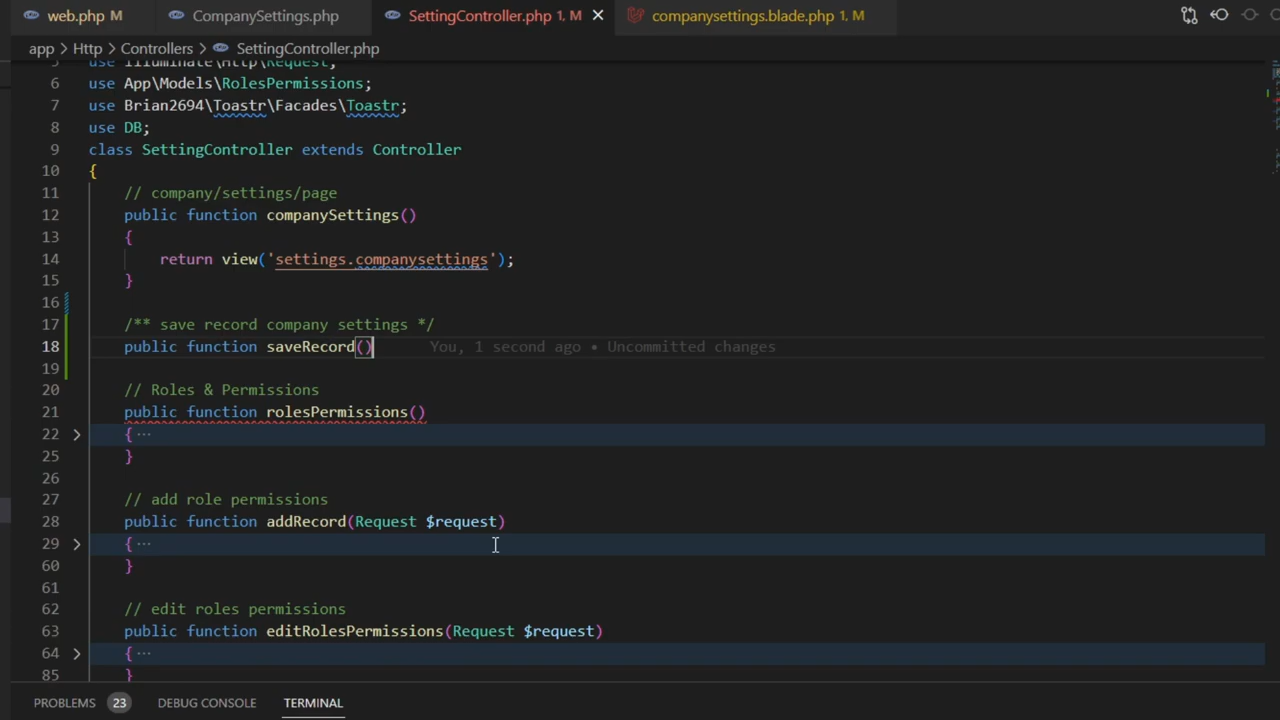 web.php M
CompanySettings.php
SettingController.php 1, M
companysettings.blade.php 1, M
app > Http > Controllers > SettingController.php
5 use Illuminate\Http\Request;
6 use App\Models\RolesPermissions;
7 use Brian2694\Toastr\Facades\Toastr;
8 use DB;
9 class SettingController extends Controller
10 {
11 // company/settings/page
12 public function companySettings()
13 {
14 return view('settings.companysettings');
15 }
16
17 /** save record company settings */
18 public function saveRecord() You, 1 second ago • Uncommitted changes
19
20 // Roles & Permissions
21 public function rolesPermissions()
22 { ···
25 }
26
27 // add role permissions
28 public function addRecord(Request $request)
29 { ···
60 }
61
62 // edit roles permissions
63 public function editRolesPermissions(Request $request)
64 { ···
85 }
PROBLEMS 23 DEBUG CONSOLE TERMINAL